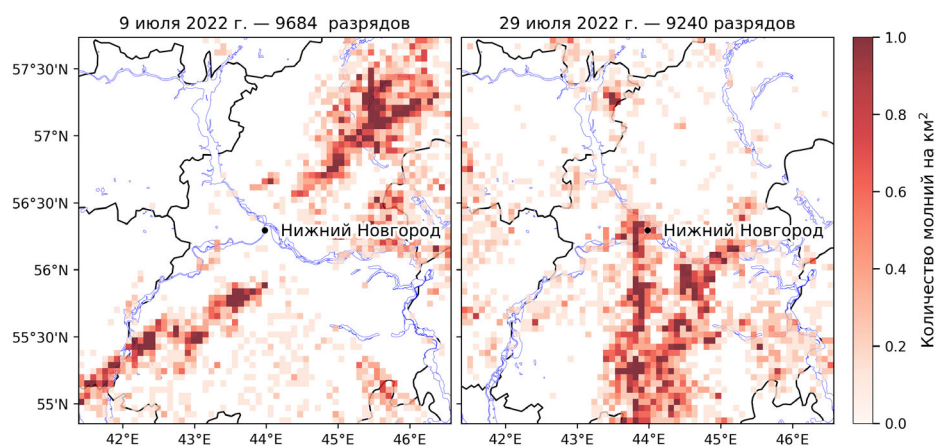 9 июля 2022 г. — 9684 разрядов
29 июля 2022 г. — 9240 разрядов
57°30'N
57°N
56°30'N
56°N
55°30'N
55°N
Нижний Новгород
Нижний Новгород
42°E 43°E 44°E 45°E 46°E
42°E 43°E 44°E 45°E 46°E
1.0
0.8
0.6
0.4
0.2
0.0
Количество молний на км²